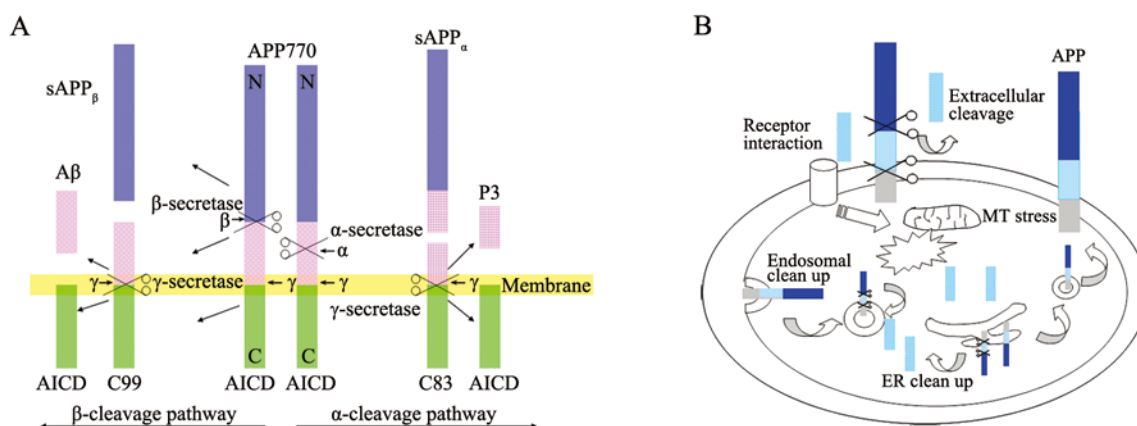 A
sAPPβ
Aβ
APP770
N
N
sAPPα
P3
β-secretase
β
α-secretase
α
γ
γ-secretase
γ
γ
γ
Membrane
γ-secretase
C
C
AICD
C99
AICD
AICD
C83
AICD
β-cleavage pathway
α-cleavage pathway
B
APP
Extracellular
cleavage
Receptor
interaction
MT stress
Endosomal
clean up
ER clean up